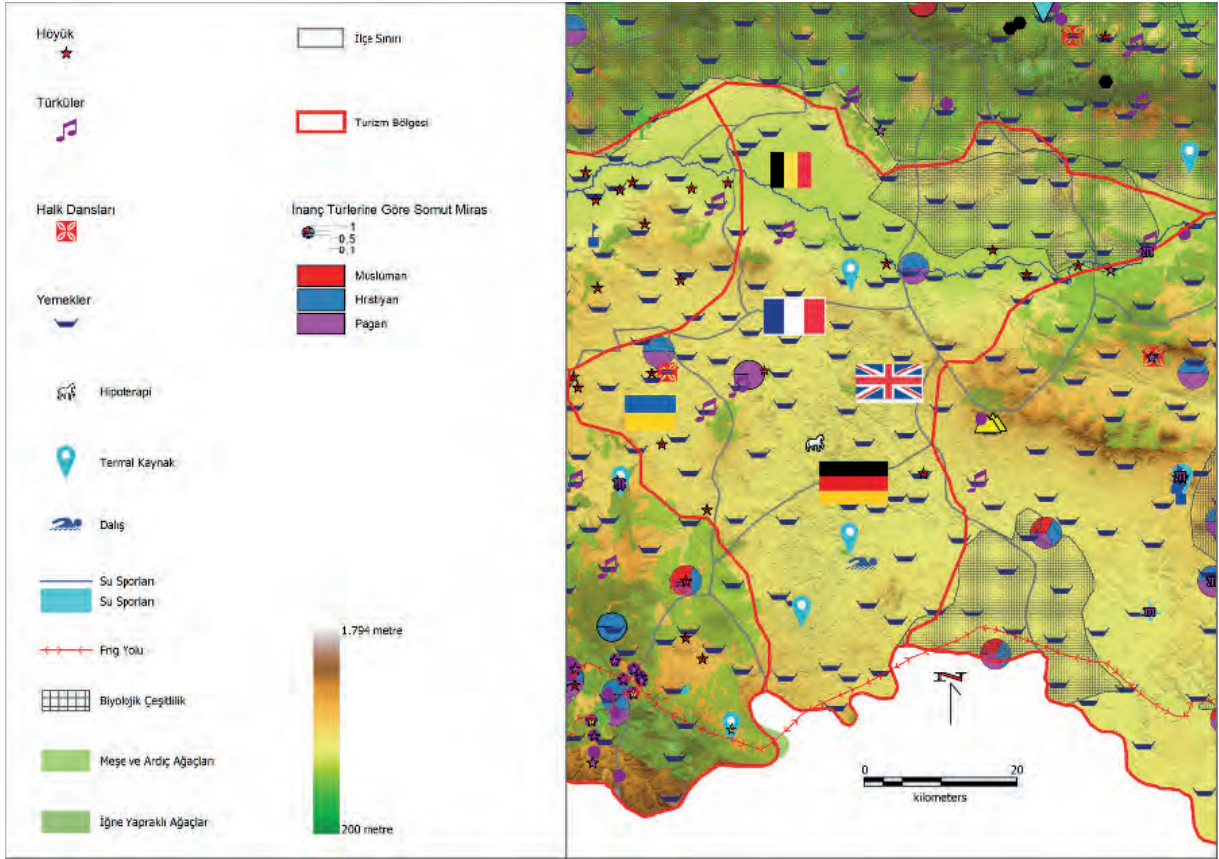 Höyük
Türküler
Halk Dansları
Yemekler
Hipoterapi
Termal Kaynak
Dalış
Su Sporları
Su Sporları
Frig Yolu
Biyolojik Çeşitlilik
Meşe ve Ardıç Ağaçları
İğne Yapraklı Ağaçlar
İlçe Sınırı
Turizm Bölgesi
İnanç Türlerine Göre Somut Miras
1
0.5
0.1
Müslüman
Hrıstiyan
Pagan
1.794 metre
200 metre
N
0 20
kilometers